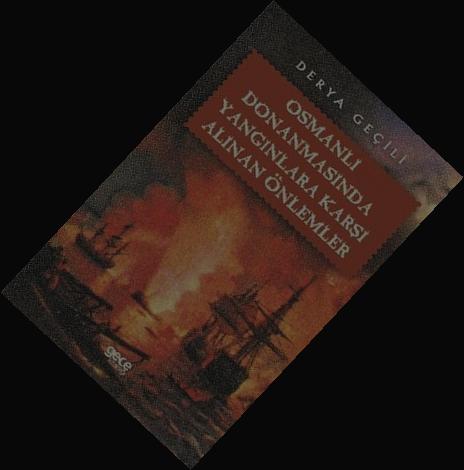 DERYA GEÇİLİ
OSMANLI
DONANMASINDA
YANGINLARA KARŞI
ALINAN ÖNLEMLER
gece